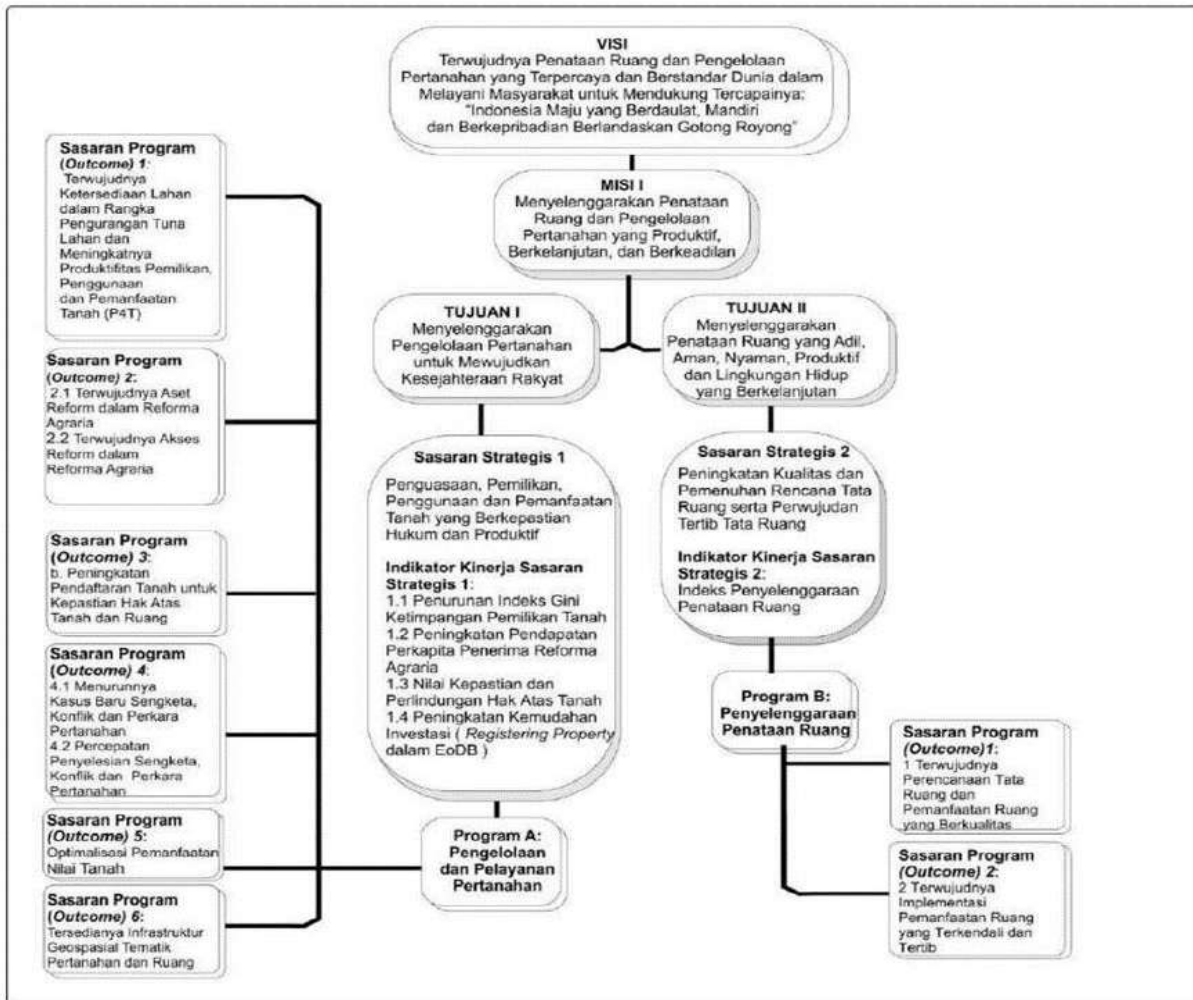 VISI
Terwujudnya Penataan Ruang dan Pengelolaan
Pertanahan yang Terpercaya dan Berstandar Dunia dalam
Melayani Masyarakat untuk Mendukung Tercapainya:
"Indonesia Maju yang Berdaulat, Mandiri
dan Berkepribadian Berlandaskan Gotong Royong"
MISI I
Menyelenggarakan Penataan
Ruang dan Pengelolaan
Pertanahan yang Produktif,
Berkelanjutan, dan Berkeadilan
TUJUAN I
Menyelenggarakan
Pengelolaan Pertanahan
untuk Mewujudkan
Kesejahteraan Rakyat
TUJUAN II
Menyelenggarakan
Penataan Ruang yang Adil,
Aman, Nyaman, Produktif
dan Lingkungan Hidup
yang Berkelanjutan
Sasaran Strategis 1
Penguasaan, Pemilikan,
Penggunaan dan Pemanfaatan
Tanah yang Berkepastian
Hukum dan Produktif
Indikator Kinerja Sasaran
Strategis 1:
1.1 Penurunan Indeks Gini
Ketimpangan Pemilikan Tanah
1.2 Peningkatan Pendapatan
Perkapita Penerima Reforma
Agraria
1.3 Nilai Kepastian dan
Perlindungan Hak Atas Tanah
1.4 Peningkatan Kemudahan
Investasi ( Registering Property
dalam EoDB )
Sasaran Strategis 2
Peningkatan Kualitas dan
Pemenuhan Rencana Tata
Ruang serta Perwujudan
Tertib Tata Ruang
Indikator Kinerja Sasaran
Strategis 2:
Indeks Penyelenggaraan
Penataan Ruang
Program A:
Pengelolaan
dan Pelayanan
Pertanahan
Program B:
Penyelenggaraan
Penataan Ruang
Sasaran Program
(Outcome) 1:
Terwujudnya
Ketersediaan Lahan
dalam Rangka
Pengurangan Tuna
Lahan dan
Meningkatnya
Produktifitas Pemilikan,
Penggunaan
dan Pemanfaatan
Tanah (P4T)
Sasaran Program
(Outcome) 2:
2.1 Terwujudnya Aset
Reform dalam Reforma
Agraria
2.2 Terwujudnya Akses
Reform dalam
Reforma Agraria
Sasaran Program
(Outcome) 3:
b. Peningkatan
Pendaftaran Tanah untuk
Kepastian Hak Atas
Tanah dan Ruang
Sasaran Program
(Outcome) 4:
4.1 Menurunnya
Kasus Baru Sengketa,
Konflik dan Perkara
Pertanahan
4.2 Percepatan
Penyelesian Sengketa,
Konflik dan Perkara
Pertanahan
Sasaran Program
(Outcome) 5:
Optimalisasi Pemanfaatan
Nilai Tanah
Sasaran Program
(Outcome) 6:
Tersedianya Infrastruktur
Geospasial Tematik
Pertanahan dan Ruang
Sasaran Program
(Outcome)1:
1 Terwujudnya
Perencanaan Tata
Ruang dan
Pemanfaatan Ruang
yang Berkualitas
Sasaran Program
(Outcome) 2:
2 Terwujudnya
Implementasi
Pemanfaatan Ruang
yang Terkendali dan
Tertib